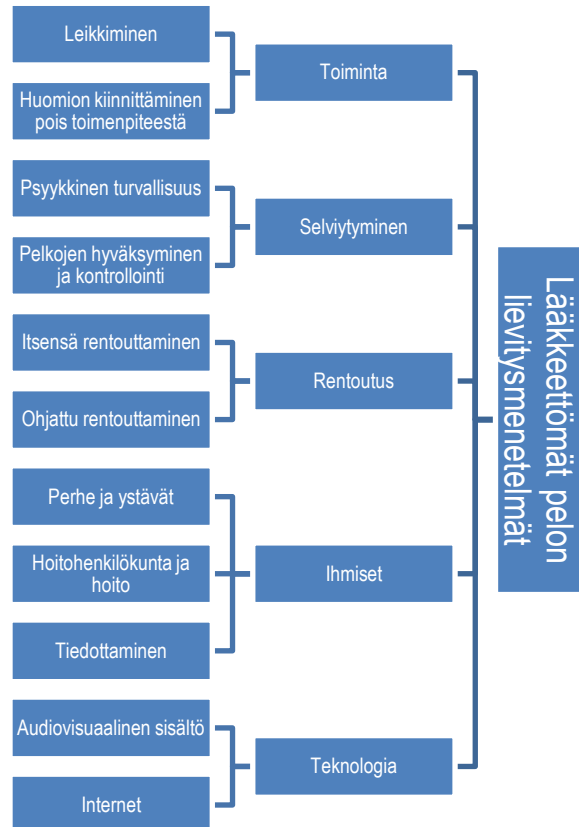 Leikkiminen
Huomion kiinnittäminen
pois toimenpiteestä
Toiminta
Psyykkinen turvallisuus
Pelkojen hyväksyminen
ja kontrollointi
Selviytyminen
Itsensä rentouttaminen
Ohjattu rentouttaminen
Rentoutus
Perhe ja ystävät
Hoitohenkilökunta ja
hoito
Tiedottaminen
Ihmiset
Audiovisuaalinen sisältö
Internet
Teknologia
Lääkkeettömät pelon
lievitysmenetelmät